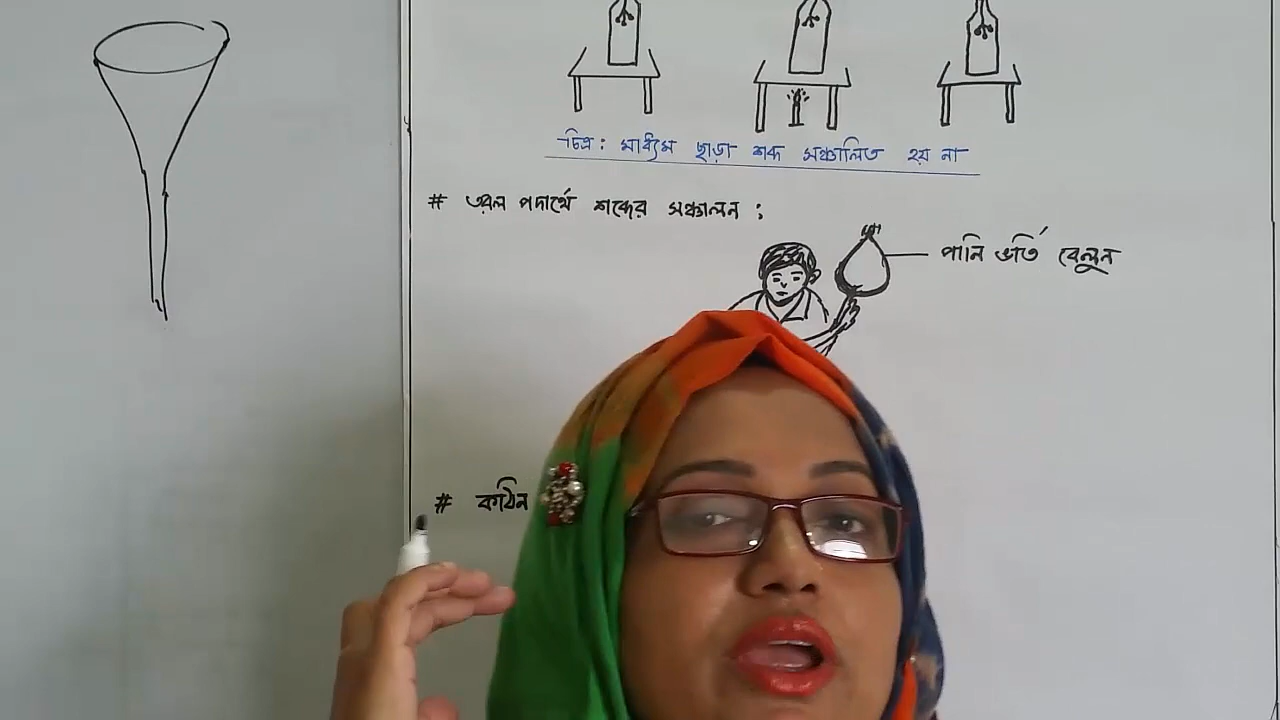 চিত্র: মাধ্যম ছাড়া শব্দ সঞ্চালিত হয় না
# তরল পদার্থে শব্দের সঞ্চালন :
পানি ভর্তি বেলুন
# কঠিন